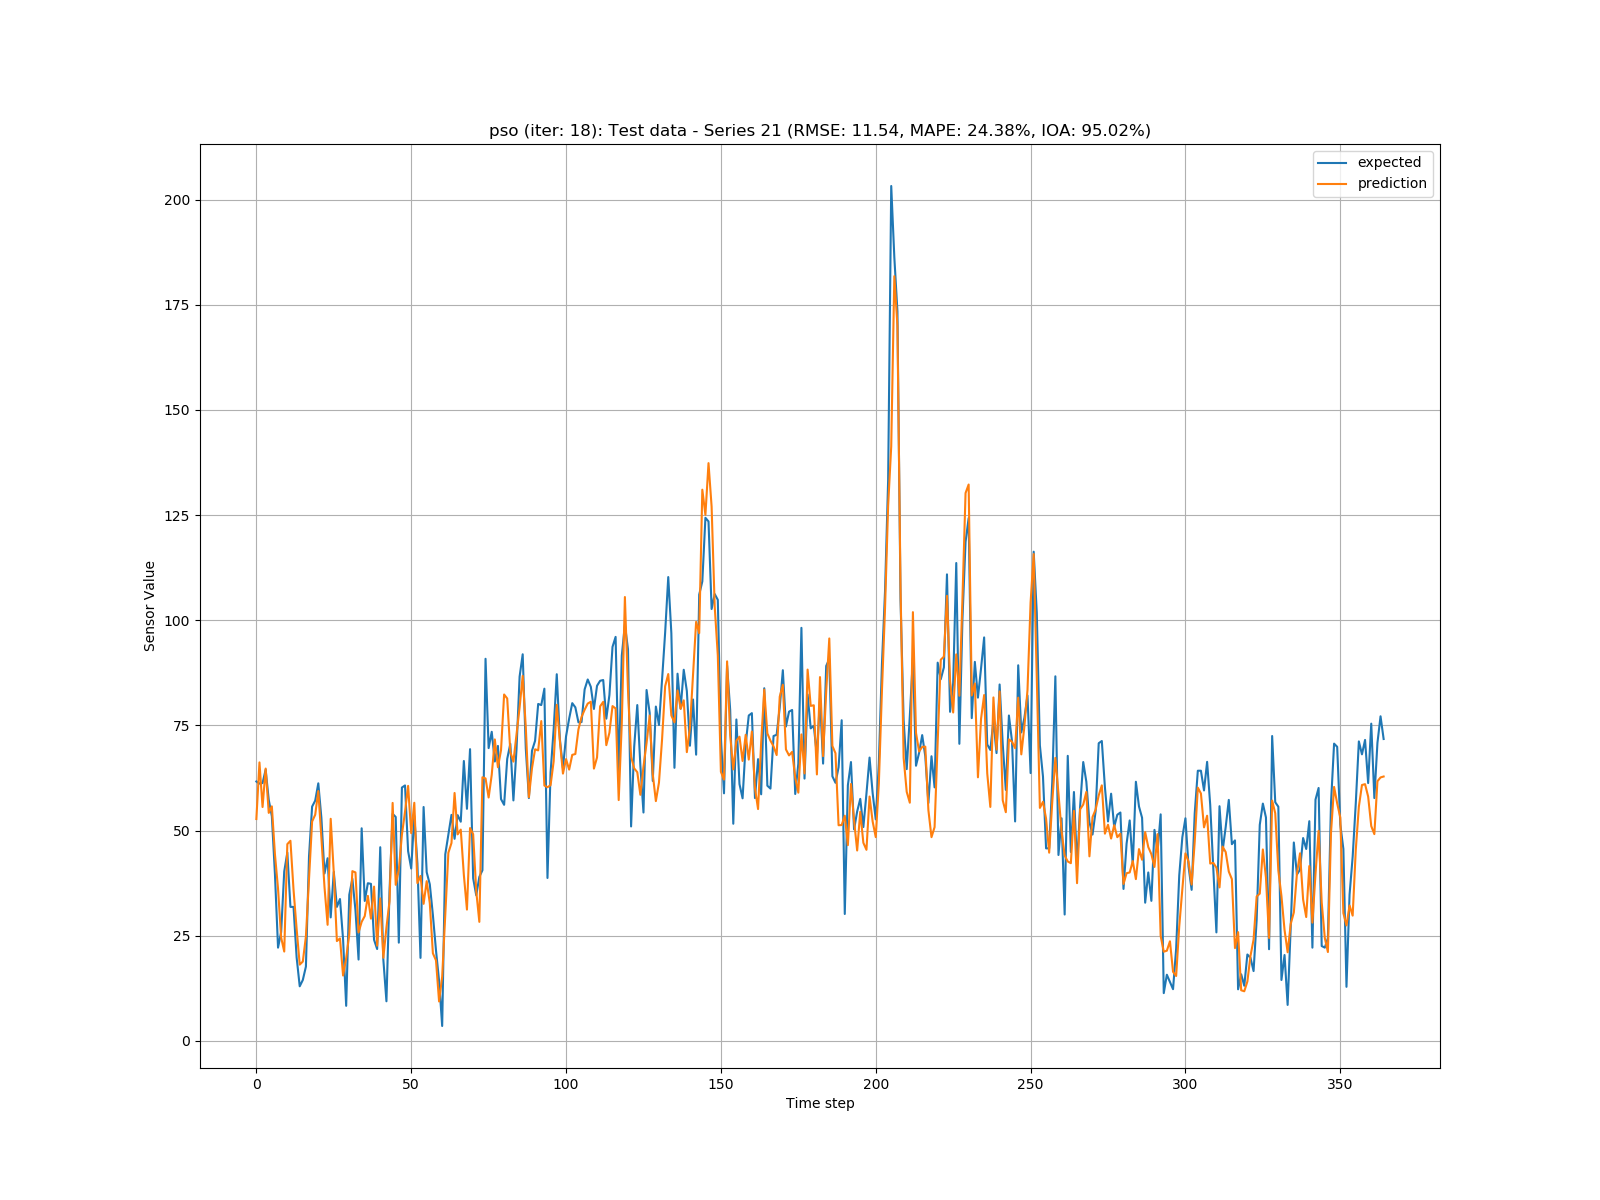 pso (iter: 18): Test data - Series 21 (RMSE: 11.54, MAPE: 24.38%, IOA: 95.02%)
expected
prediction
200
175
150
125
100
75
50
25
0
Sensor Value
0 50 100 150 200 250 300 350
Time step